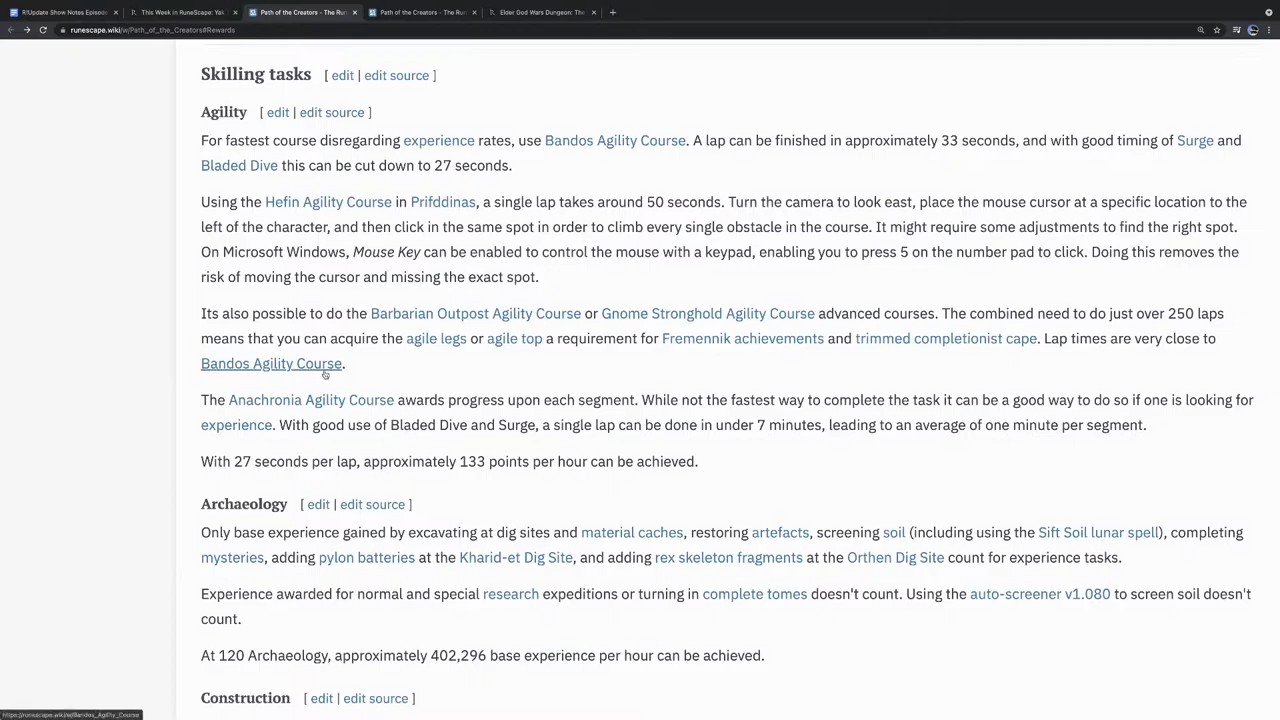 R!Update Show Notes Episode
This Week In RuneScape: Yak
Path of the Creators - The Run
Path of the Creators - The Run
Elder God Wars Dungeon: The
runescape.wiki/w/Path_of_the_Creators#Rewards
Skilling tasks [ edit | edit source ]
Agility [ edit | edit source ]
For fastest course disregarding experience rates, use Bandos Agility Course. A lap can be finished in approximately 33 seconds, and with good timing of Surge and
Bladed Dive this can be cut down to 27 seconds.
Using the Hefin Agility Course in Prifddinas, a single lap takes around 50 seconds. Turn the camera to look east, place the mouse cursor at a specific location to the
left of the character, and then click in the same spot in order to climb every single obstacle in the course. It might require some adjustments to find the right spot.
On Microsoft Windows, Mouse Key can be enabled to control the mouse with a keypad, enabling you to press 5 on the number pad to click. Doing this removes the
risk of moving the cursor and missing the exact spot.
Its also possible to do the Barbarian Outpost Agility Course or Gnome Stronghold Agility Course advanced courses. The combined need to do just over 250 laps
means that you can acquire the agile legs or agile top a requirement for Fremennik achievements and trimmed completionist cape. Lap times are very close to
Bandos Agility Course.
The Anachronia Agility Course awards progress upon each segment. While not the fastest way to complete the task it can be a good way to do so if one is looking for
experience. With good use of Bladed Dive and Surge, a single lap can be done in under 7 minutes, leading to an average of one minute per segment.
With 27 seconds per lap, approximately 133 points per hour can be achieved.
Archaeology [ edit | edit source ]
Only base experience gained by excavating at dig sites and material caches, restoring artefacts, screening soil (including using the Sift Soil lunar spell), completing
mysteries, adding pylon batteries at the Kharid-et Dig Site, and adding rex skeleton fragments at the Orthen Dig Site count for experience tasks.
Experience awarded for normal and special research expeditions or turning in complete tomes doesn't count. Using the auto-screener v1.080 to screen soil doesn't
count.
At 120 Archaeology, approximately 402,296 base experience per hour can be achieved.
Construction [ edit | edit source ]
https://runescape.wiki/w/Bandos_Agility_Course